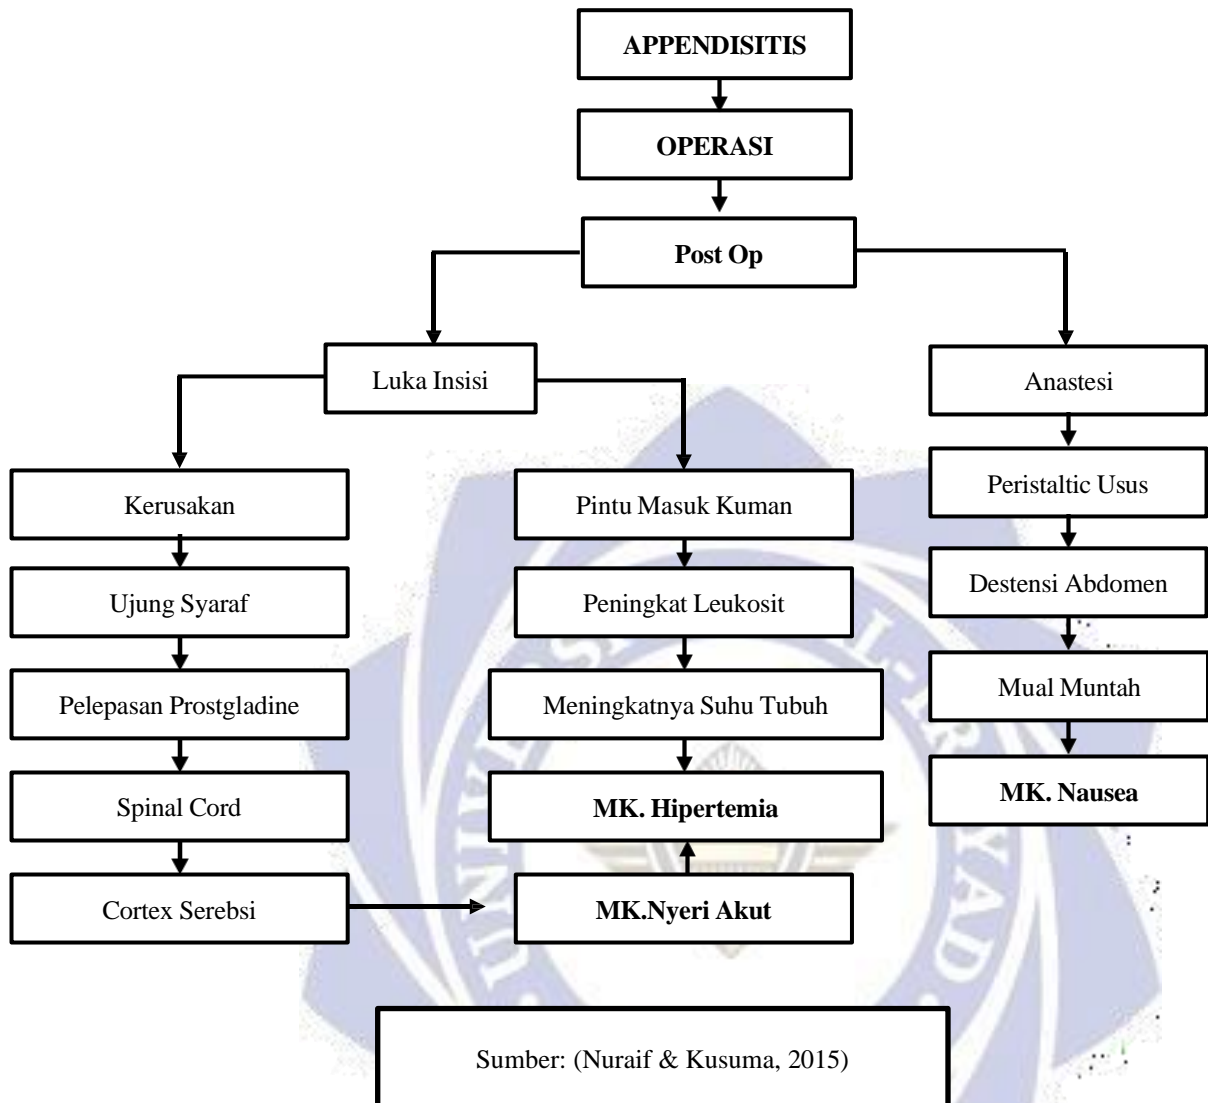 APPENDISITIS
OPERASI
Post Op
Luka Insisi
Anastesi
Kerusakan
Pintu Masuk Kuman
Peristaltic Usus
Ujung Syaraf
Peningkat Leukosit
Destensi Abdomen
Pelepasan Prostgladine
Meningkatnya Suhu Tubuh
Mual Muntah
Spinal Cord
MK. Hipertemia
MK. Nausea
Cortex Serebsi
MK.Nyeri Akut
Sumber: (Nuraif & Kusuma, 2015)